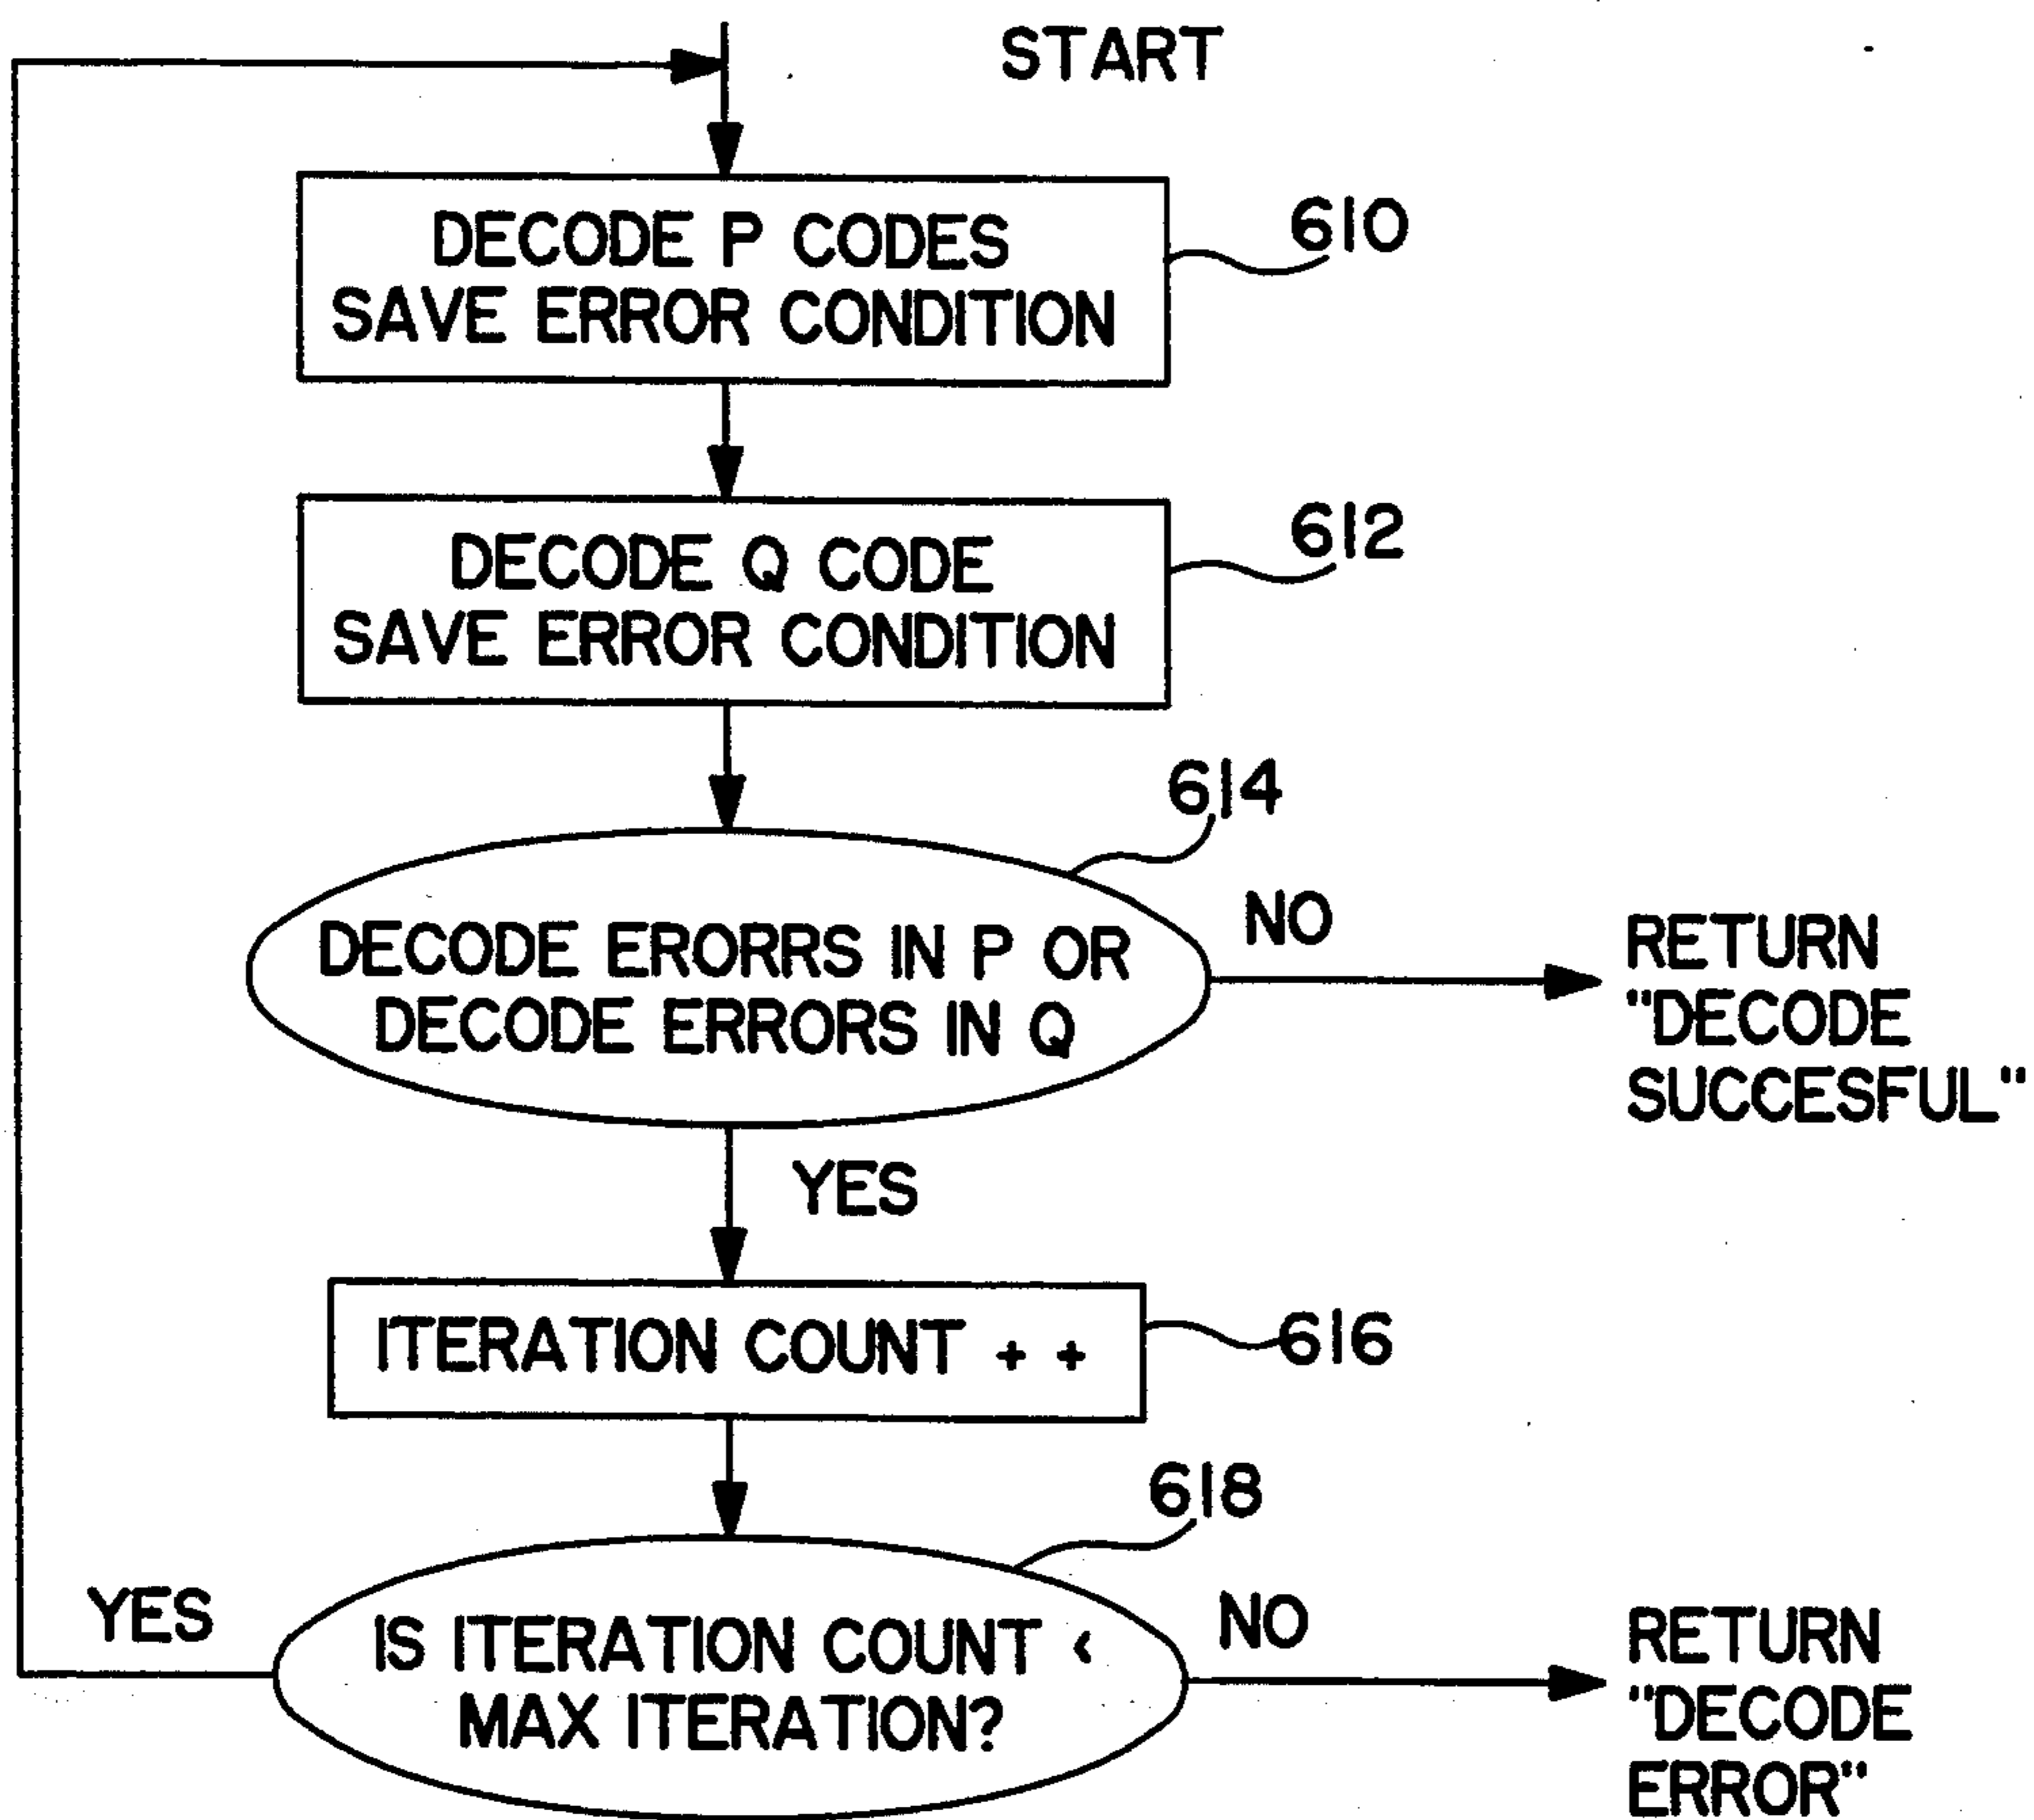 START
DECODE P CODES
SAVE ERROR CONDITION
610
DECODE Q CODE
SAVE ERROR CONDITION
612
614
DECODE ERORRS IN P OR
DECODE ERRORS IN Q
NO
RETURN
"DECODE
SUCCESFUL"
YES
ITERATION COUNT + +
616
618
YES
IS ITERATION COUNT <
MAX ITERATION?
NO
RETURN
"DECODE
ERROR"